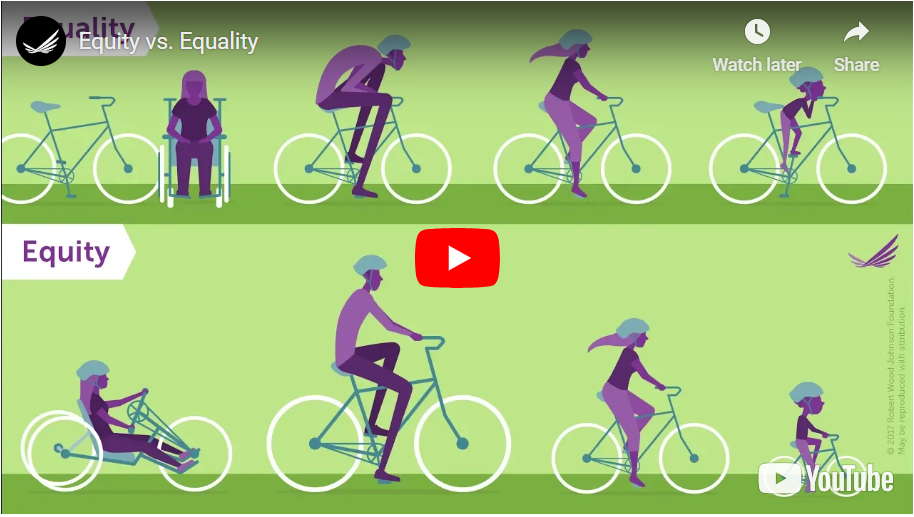 Equality
Equity vs. Equality
Watch later
Share
Equity
© 2017 Robert Wood Johnson Foundation.
May be reproduced with attribution.
YouTube